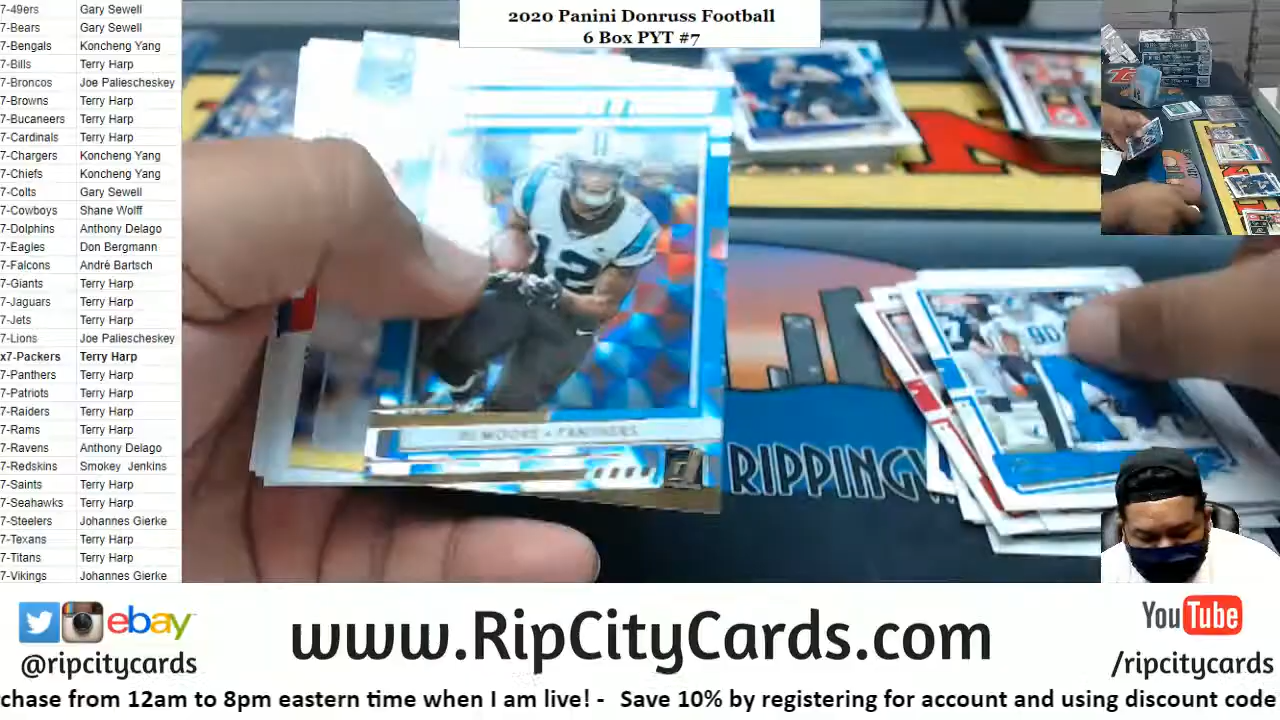 2020 Panini Donruss Football
6 Box PYT #7
7-49ers Gary Sewell
7-Bears Gary Sewell
7-Bengals Koncheng Yang
7-Bills Terry Harp
7-Broncos Joe Paliescheskey
7-Browns Terry Harp
7-Bucaneers Terry Harp
7-Cardinals Terry Harp
7-Chargers Koncheng Yang
7-Chiefs Koncheng Yang
7-Colts Gary Sewell
7-Cowboys Shane Wolff
7-Dolphins Anthony Delago
7-Eagles Don Bergmann
7-Falcons André Bartsch
7-Giants Terry Harp
7-Jaguars Terry Harp
7-Jets Terry Harp
7-Lions Joe Paliescheskey
x7-Packers Terry Harp
7-Panthers Terry Harp
7-Patriots Terry Harp
7-Raiders Terry Harp
7-Rams Terry Harp
7-Ravens Anthony Delago
7-Redskins Smokey Jenkins
7-Saints Terry Harp
7-Seahawks Terry Harp
7-Steelers Johannes Gierke
7-Texans Terry Harp
7-Titans Terry Harp
7-Vikings Johannes Gierke
12
90
DJ MOORE • PANTHERS
RIPPING
ebay
@ripcitycards
www.RipCityCards.com
YouTube
/ripcitycards
rchase from 12am to 8pm eastern time when I am live! - Save 10% by registering for account and using discount code